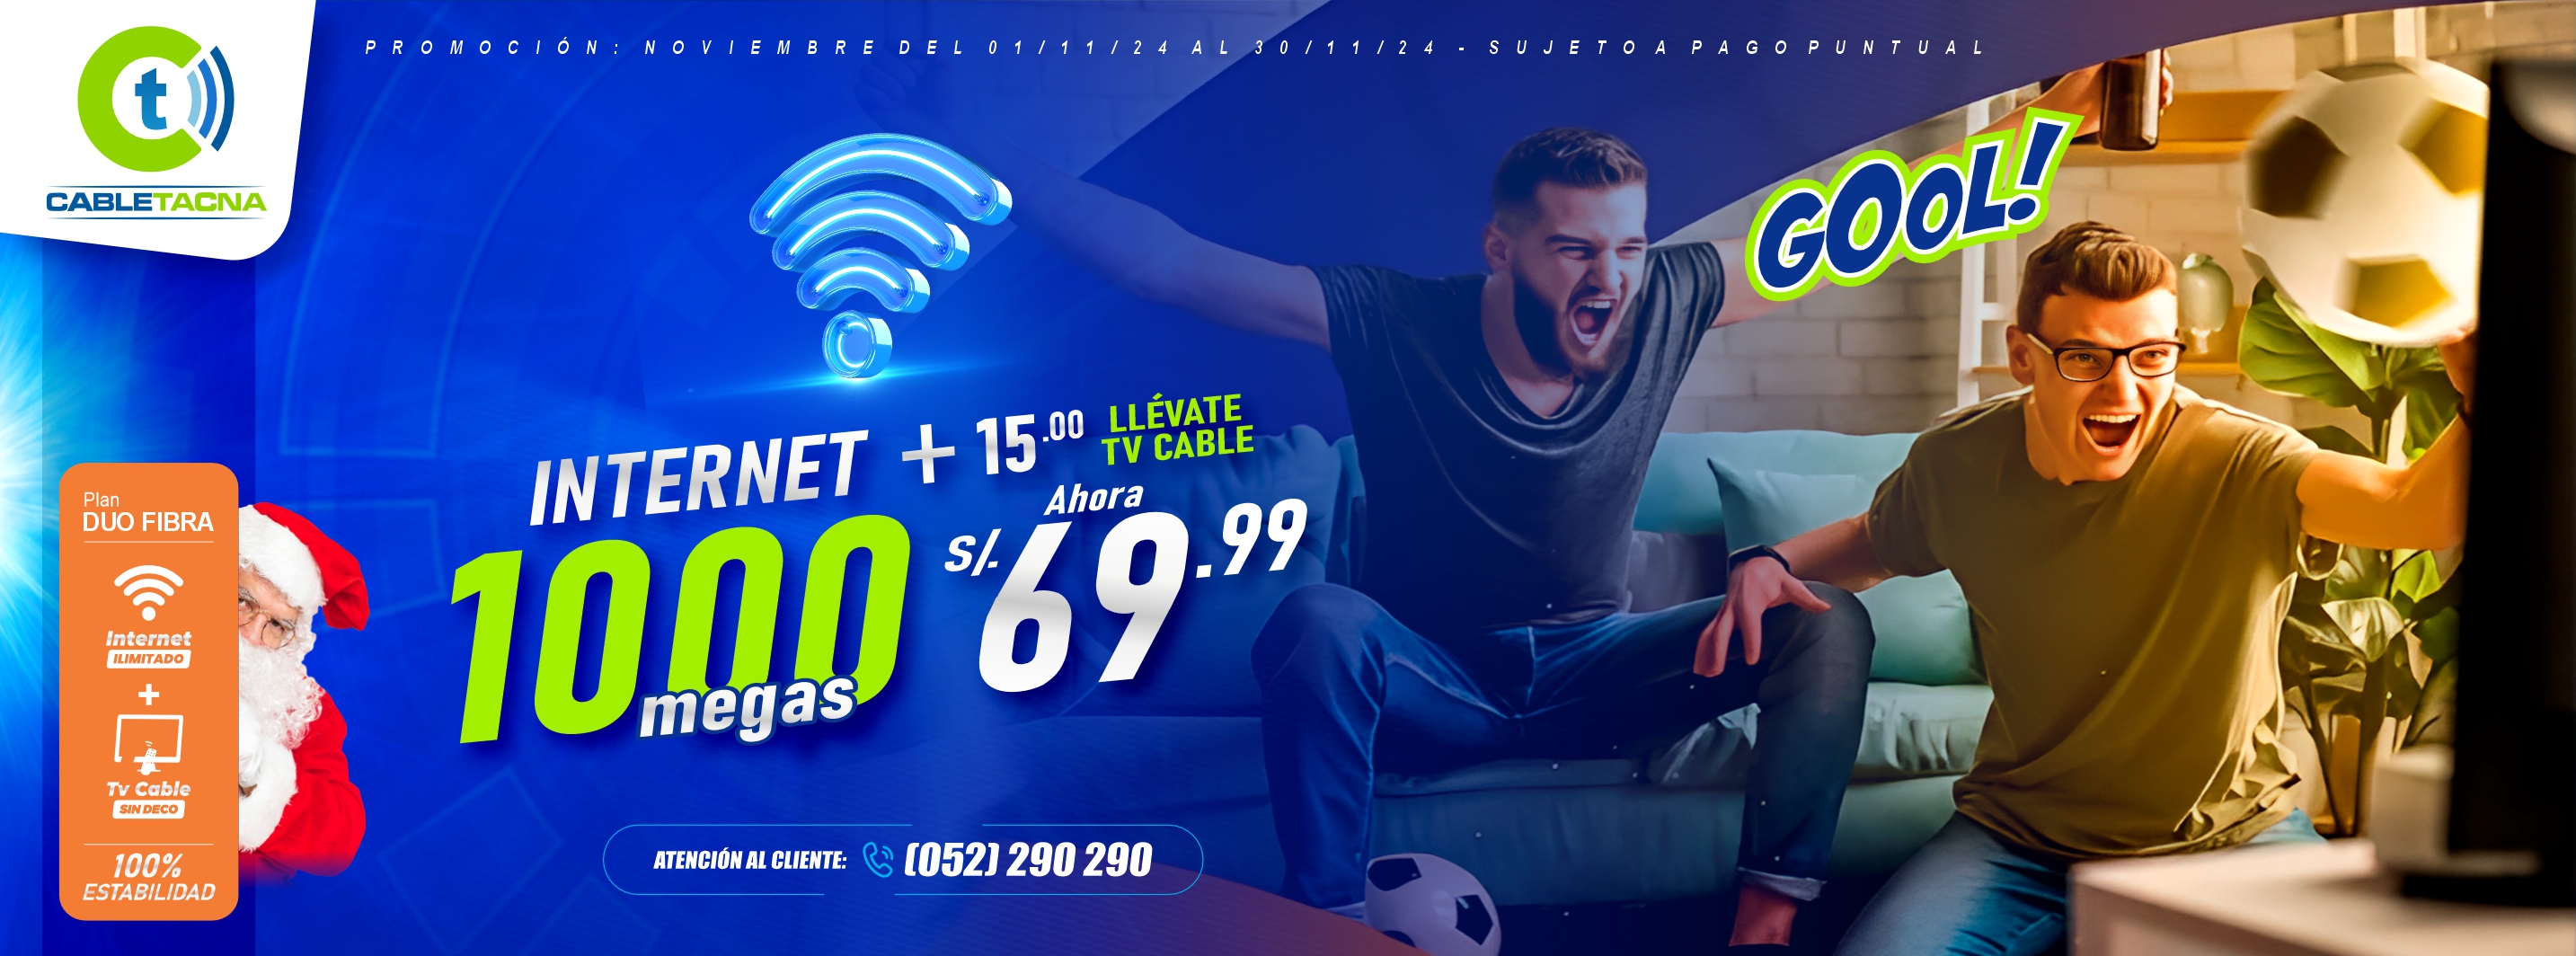 PROMOCIÓN: NOVIEMBRE DEL 01/11/24 AL 30/11/24 - SUJETO A PAGO PUNTUAL
Ct
CABLETACNA
GOOL!
INTERNET + 15.00 LLÉVATE
TV CABLE
Ahora
1000 S/. 69.99
megas
Plan
DUO FIBRA
Internet
ILIMITADO
+
Tv Cable
SIN DECO
100%
ESTABILIDAD
ATENCIÓN AL CLIENTE: (052) 290 290